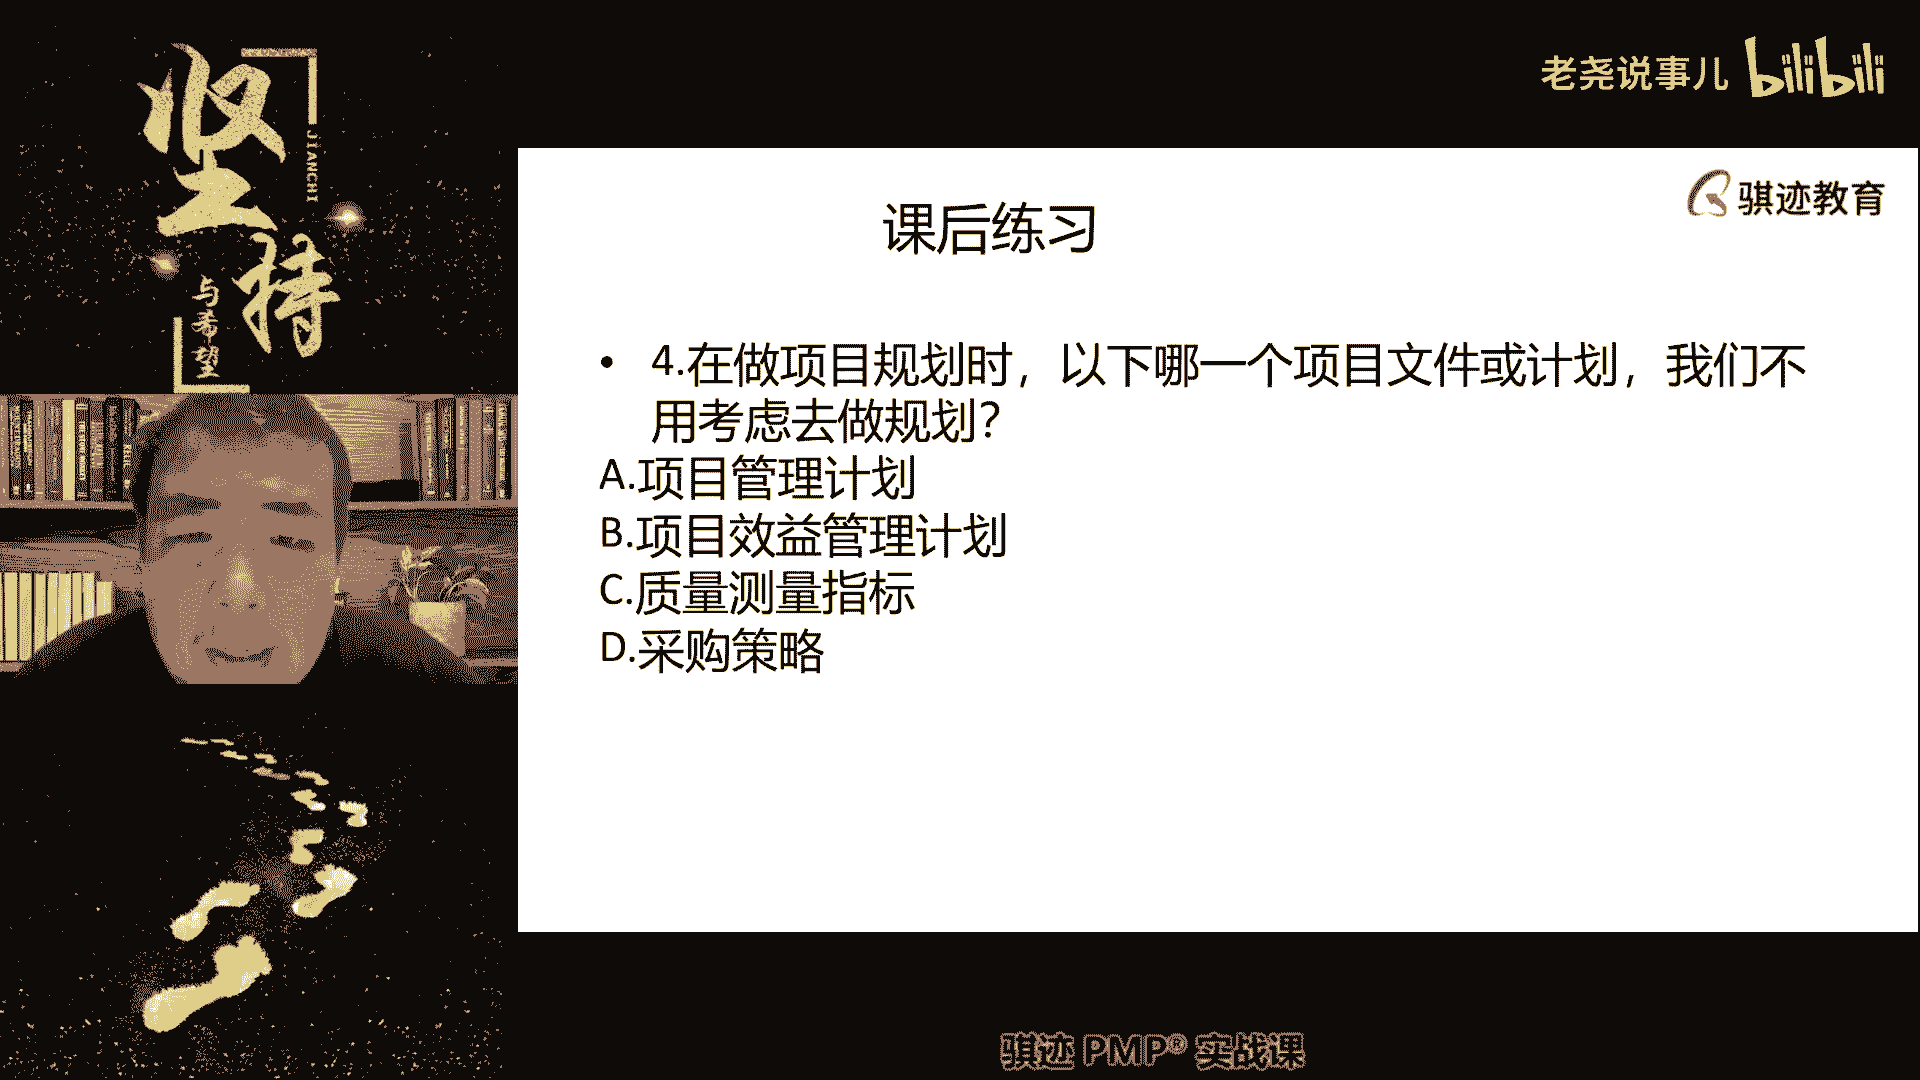 坚持
JIANCHI
与希望
老尧说事儿 bilibili
骐迹教育
课后练习
• 4.在做项目规划时，以下哪一个项目文件或计划，我们不
用考虑去做规划？
A.项目管理计划
B.项目效益管理计划
C.质量测量指标
D.采购策略
骐迹 PMP® 实战课